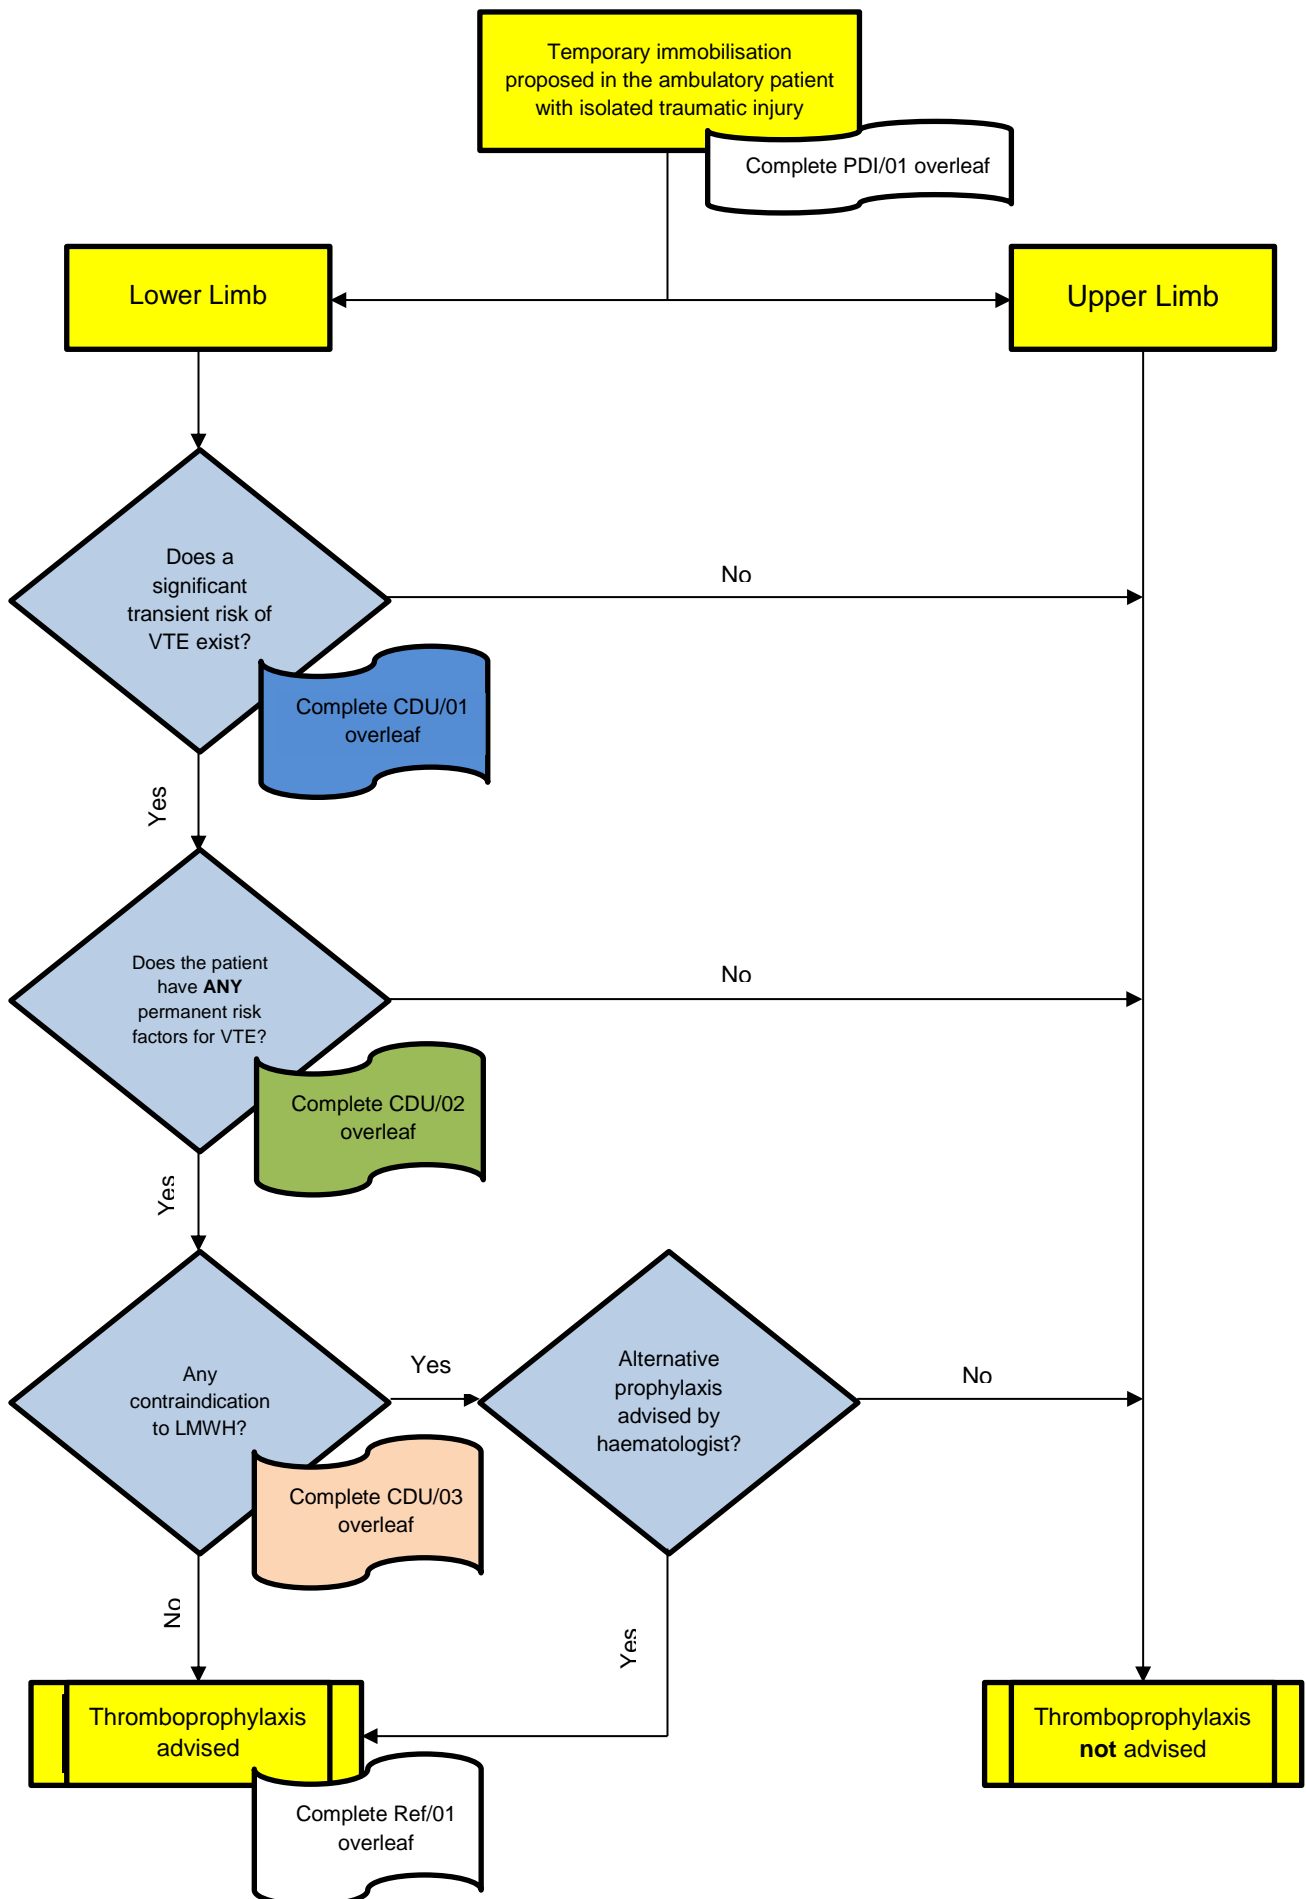 Temporary immobilisation
proposed in the ambulatory patient
with isolated traumatic injury
Complete PDI/01 overleaf
Lower Limb
Upper Limb
Does a
significant
transient risk of
VTE exist?
No
Complete CDU/01
overleaf
Yes
Does the patient
have ANY
permanent risk
factors for VTE?
No
Complete CDU/02
overleaf
Yes
Any
contraindication
to LMWH?
Yes
Alternative
prophylaxis
advised by
haematologist?
No
Complete CDU/03
overleaf
No
Yes
Thromboprophylaxis
advised
Thromboprophylaxis
not advised
Complete Ref/01
overleaf